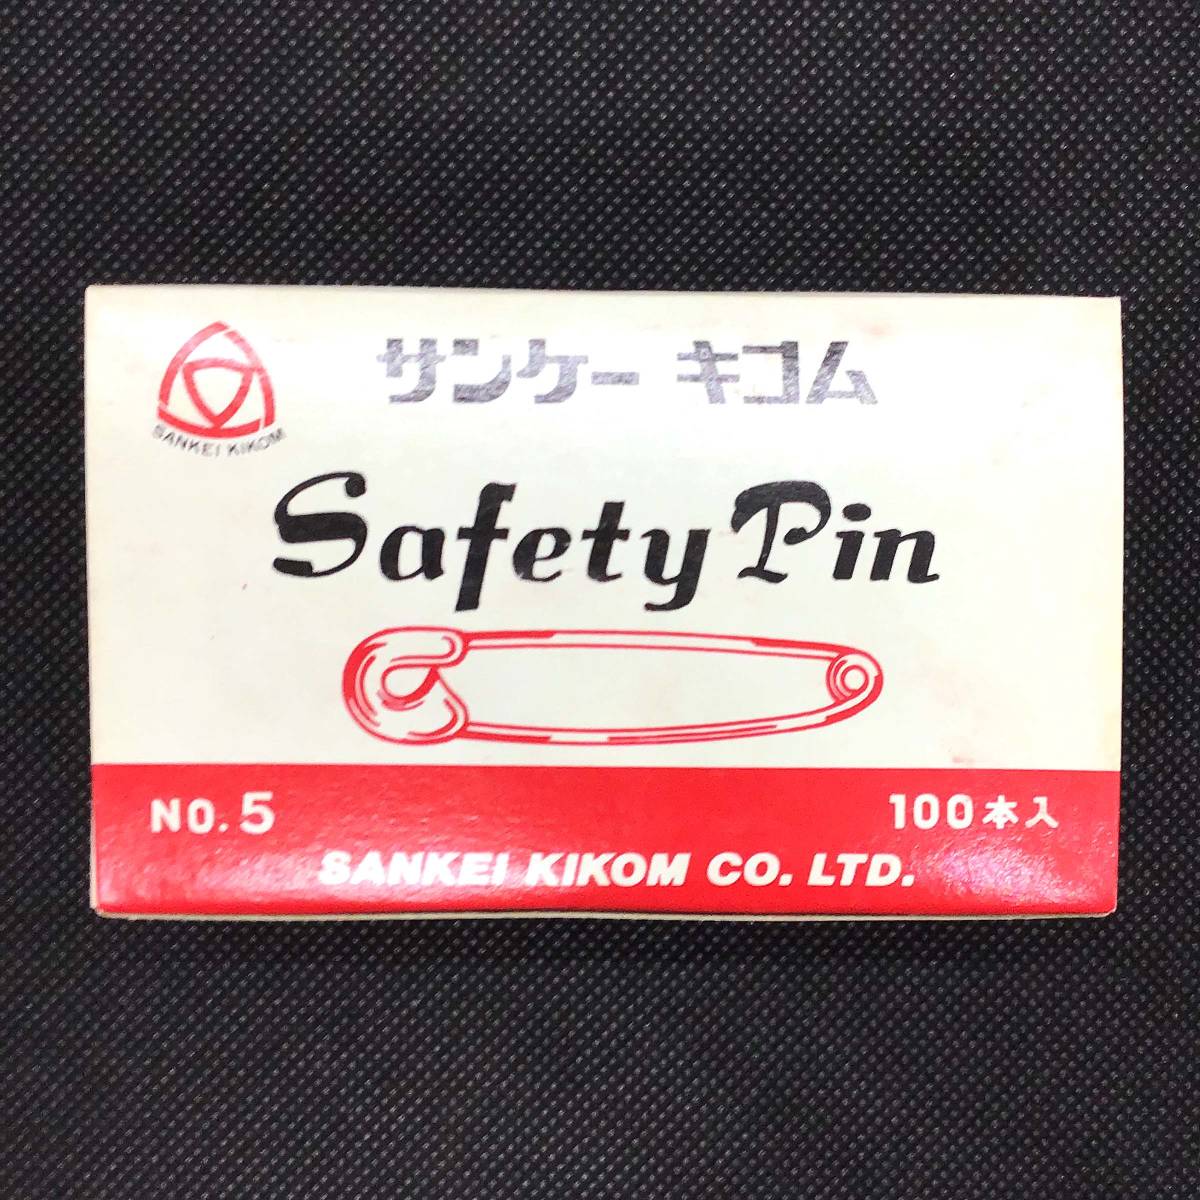 サンケー キコム
SANKEI KIKOM
Safety Pin
NO. 5 100本入
SANKEI KIKOM CO. LTD.